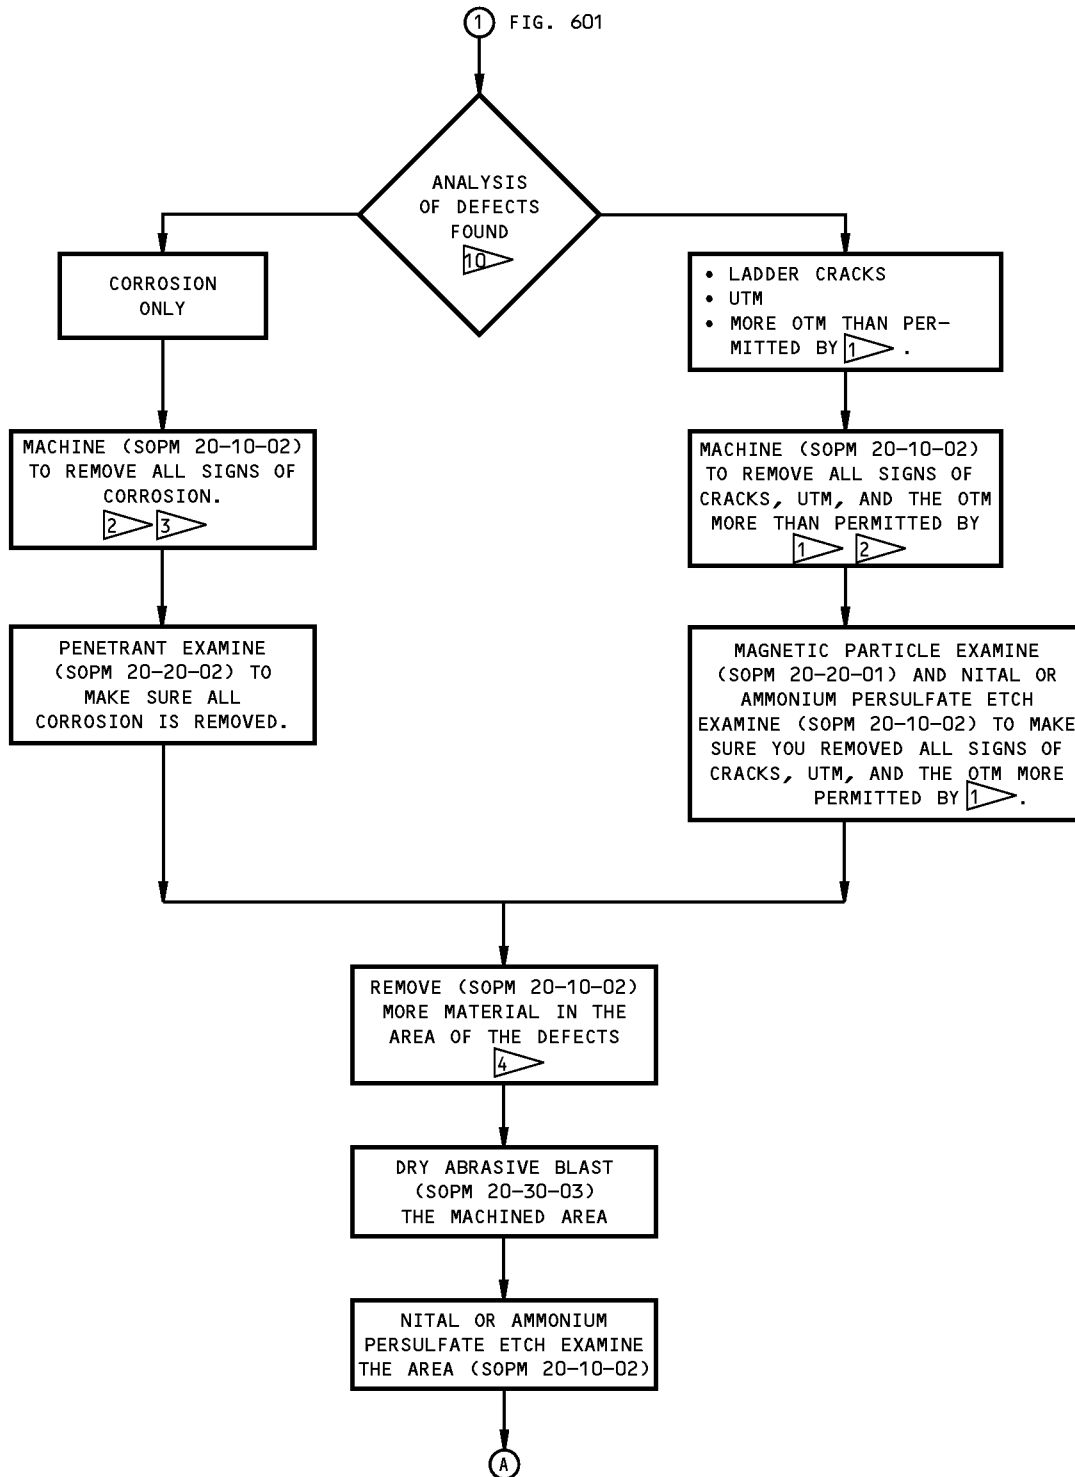 1 FIG. 601
ANALYSIS
OF DEFECTS
FOUND
10
CORROSION
ONLY
• LADDER CRACKS
• UTM
• MORE OTM THAN PER-
MITTED BY 1 .
MACHINE (SOPM 20-10-02)
TO REMOVE ALL SIGNS OF
CORROSION.
2 3
MACHINE (SOPM 20-10-02)
TO REMOVE ALL SIGNS OF
CRACKS, UTM, AND THE OTM
MORE THAN PERMITTED BY
1 2
PENETRANT EXAMINE
(SOPM 20-20-02) TO
MAKE SURE ALL
CORROSION IS REMOVED.
MAGNETIC PARTICLE EXAMINE
(SOPM 20-20-01) AND NITAL OR
AMMONIUM PERSULFATE ETCH
EXAMINE (SOPM 20-10-02) TO MAKE
SURE YOU REMOVED ALL SIGNS OF
CRACKS, UTM, AND THE OTM MORE
PERMITTED BY 1 .
REMOVE (SOPM 20-10-02)
MORE MATERIAL IN THE
AREA OF THE DEFECTS
4
DRY ABRASIVE BLAST
(SOPM 20-30-03)
THE MACHINED AREA
NITAL OR AMMONIUM
PERSULFATE ETCH EXAMINE
THE AREA (SOPM 20-10-02)
A